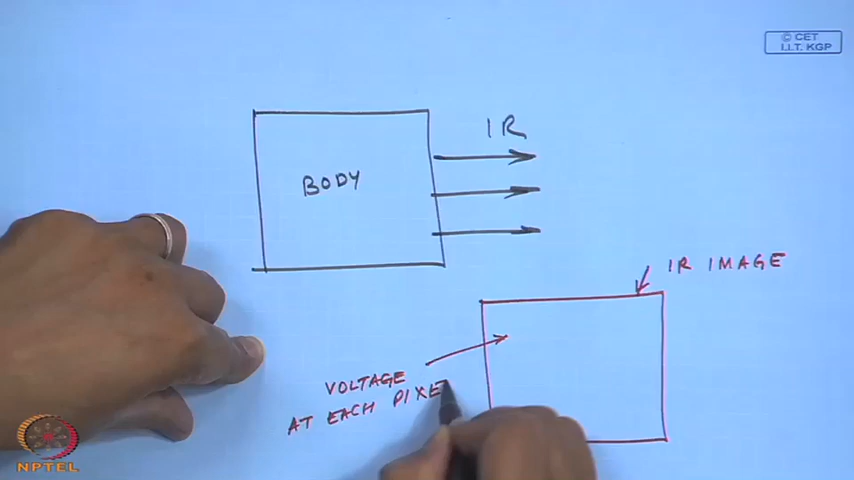 © CET
I.I.T. KGP
IR
BODY
IR IMAGE
VOLTAGE
AT EACH PIXE
NPTEL